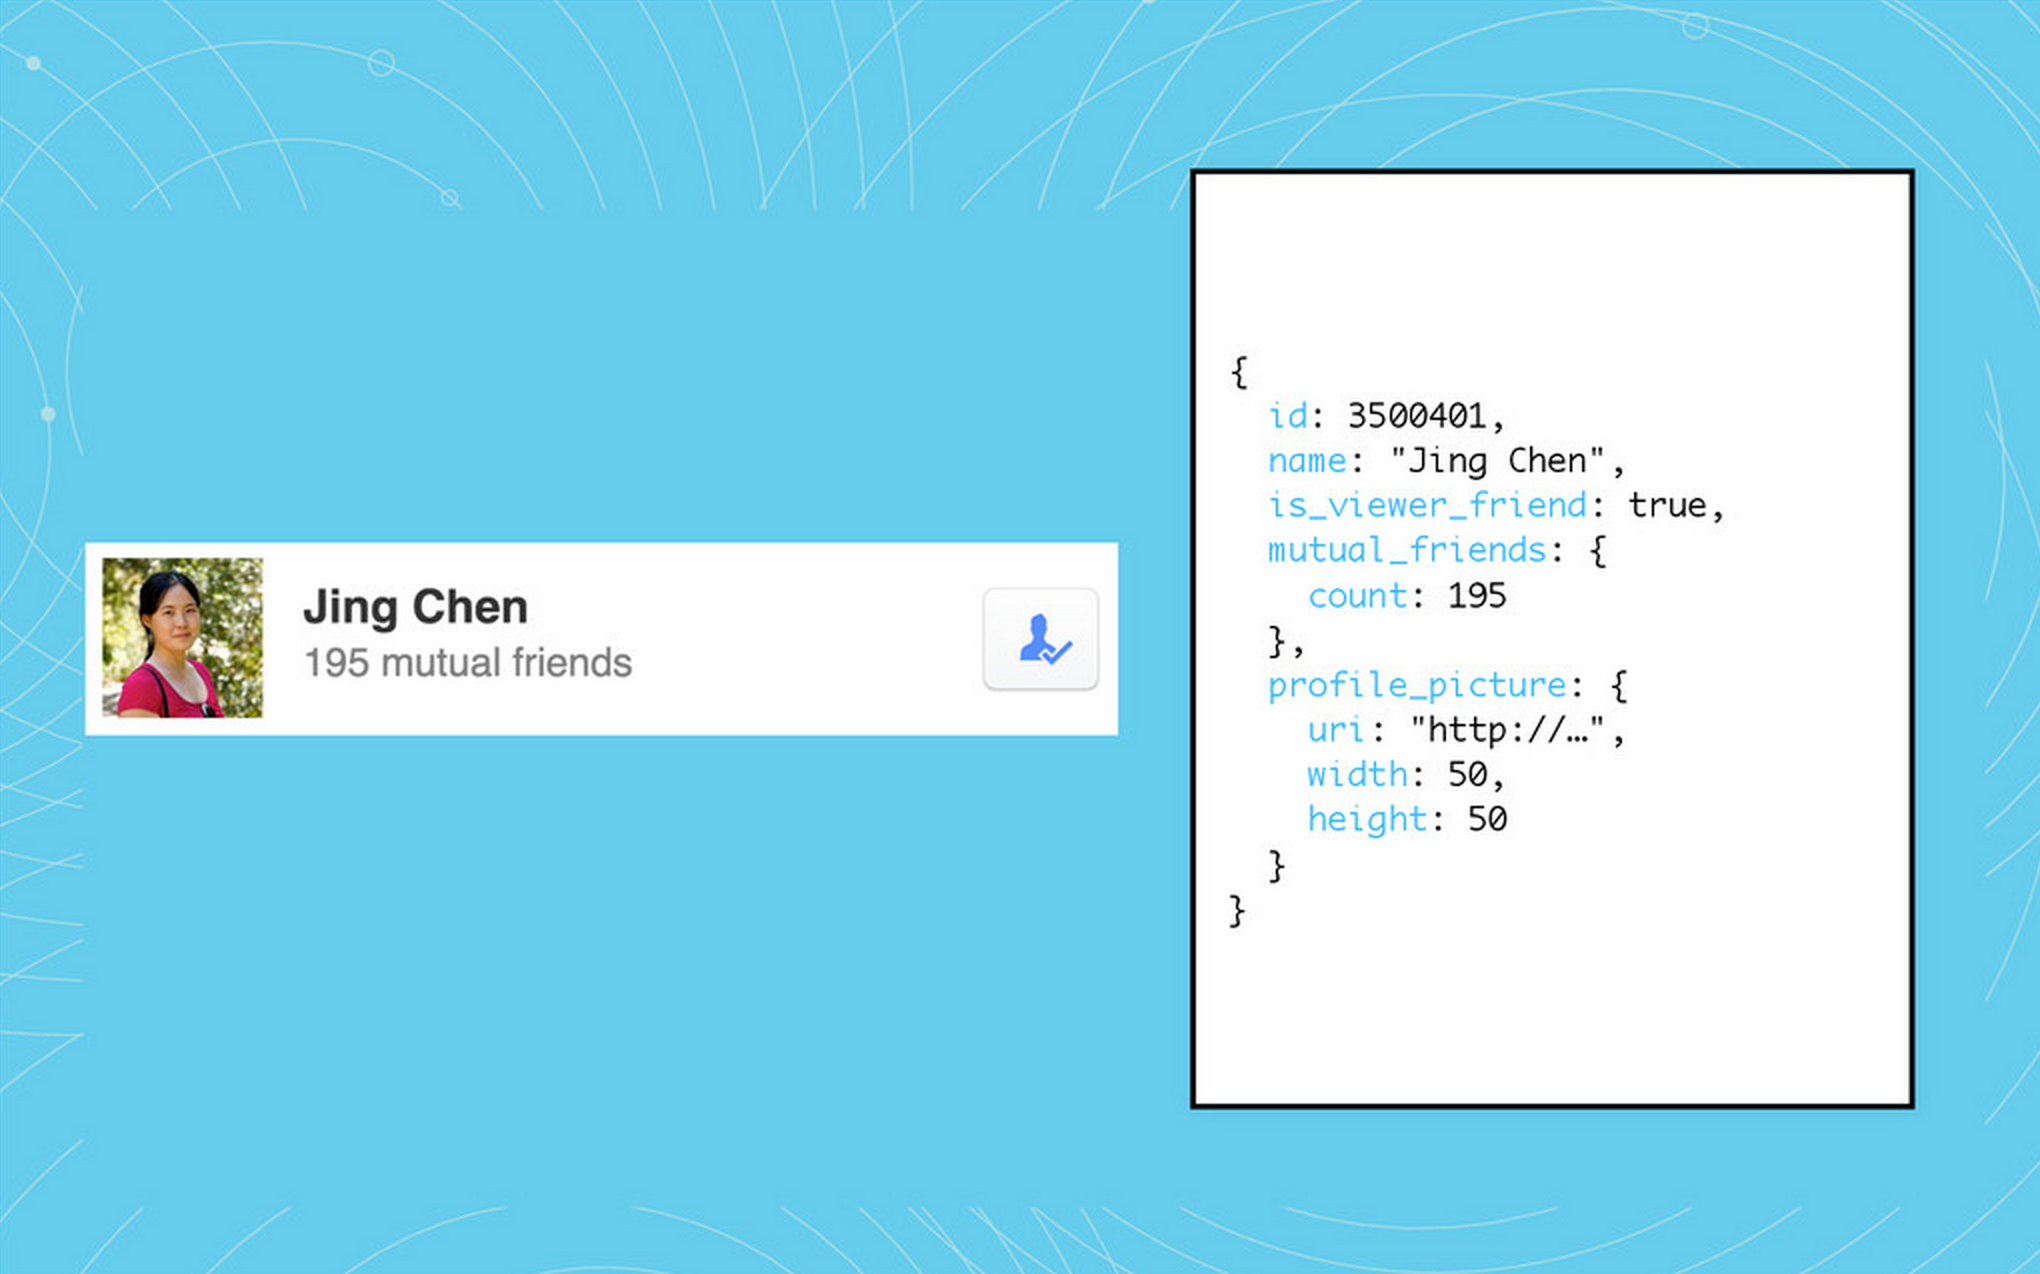 Jing Chen
195 mutual friends
{
id: 3500401,
name: "Jing Chen",
is_viewer_friend: true,
mutual_friends: {
count: 195
},
profile_picture: {
uri: "http://…",
width: 50,
height: 50
}
}